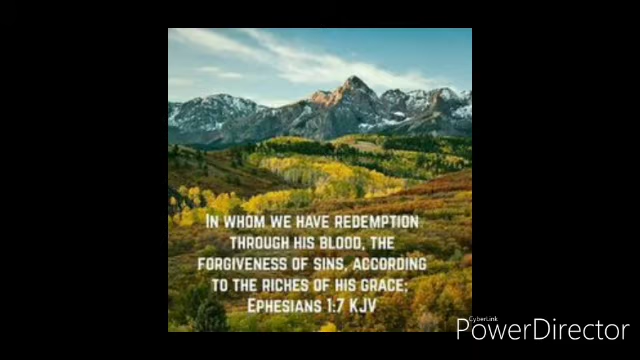 In whom we have redemption
through his blood, the
forgiveness of sins, according
to the riches of his grace;
Ephesians 1:7 KJV
CyberLink
PowerDirector